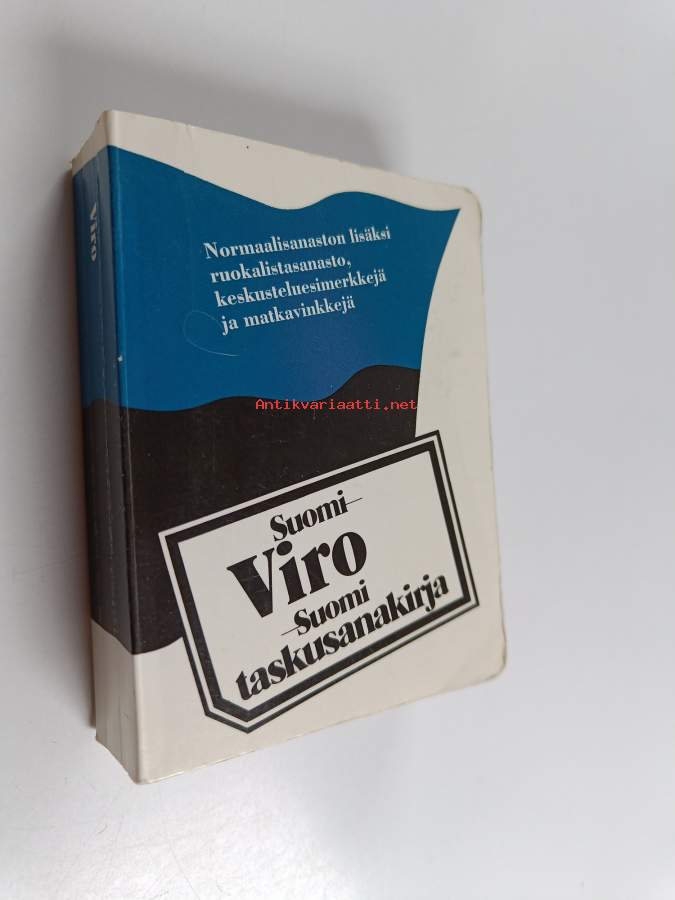 Viro
Normaalisanaston lisäksi
ruokalistasanasto,
keskusteluesimerkkejä
ja matkavinkkejä
Antikvariaatti.net
Suomi–
Viro
–Suomi
taskusanakirja